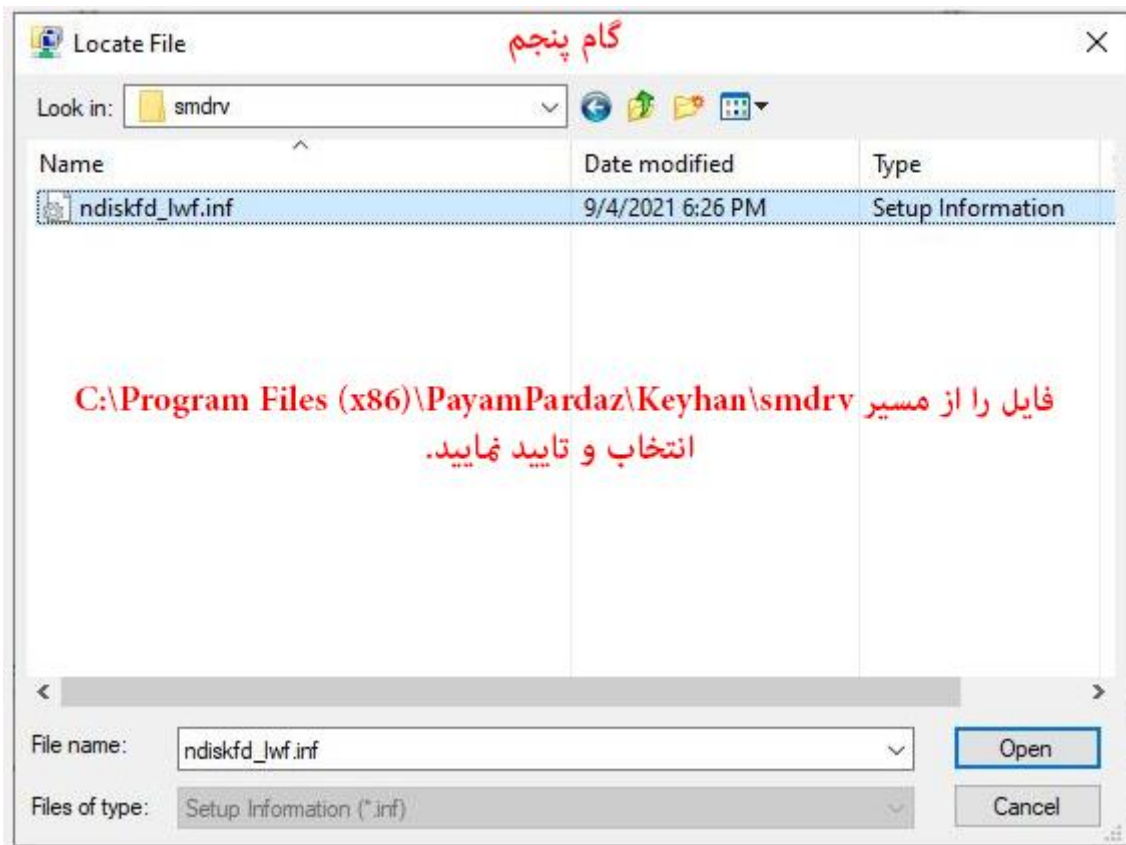 Locate File
گام پنجم
Look in: smdrv
Name Date modified Type
ndiskfd_lwf.inf 9/4/2021 6:26 PM Setup Information
فایل را از مسیر C:\Program Files (x86)\PayamPardaz\Keyhan\smdrv
انتخاب و تایید نمایید.
File name: ndiskfd_lwf.inf Open
Files of type: Setup Information (*.inf) Cancel